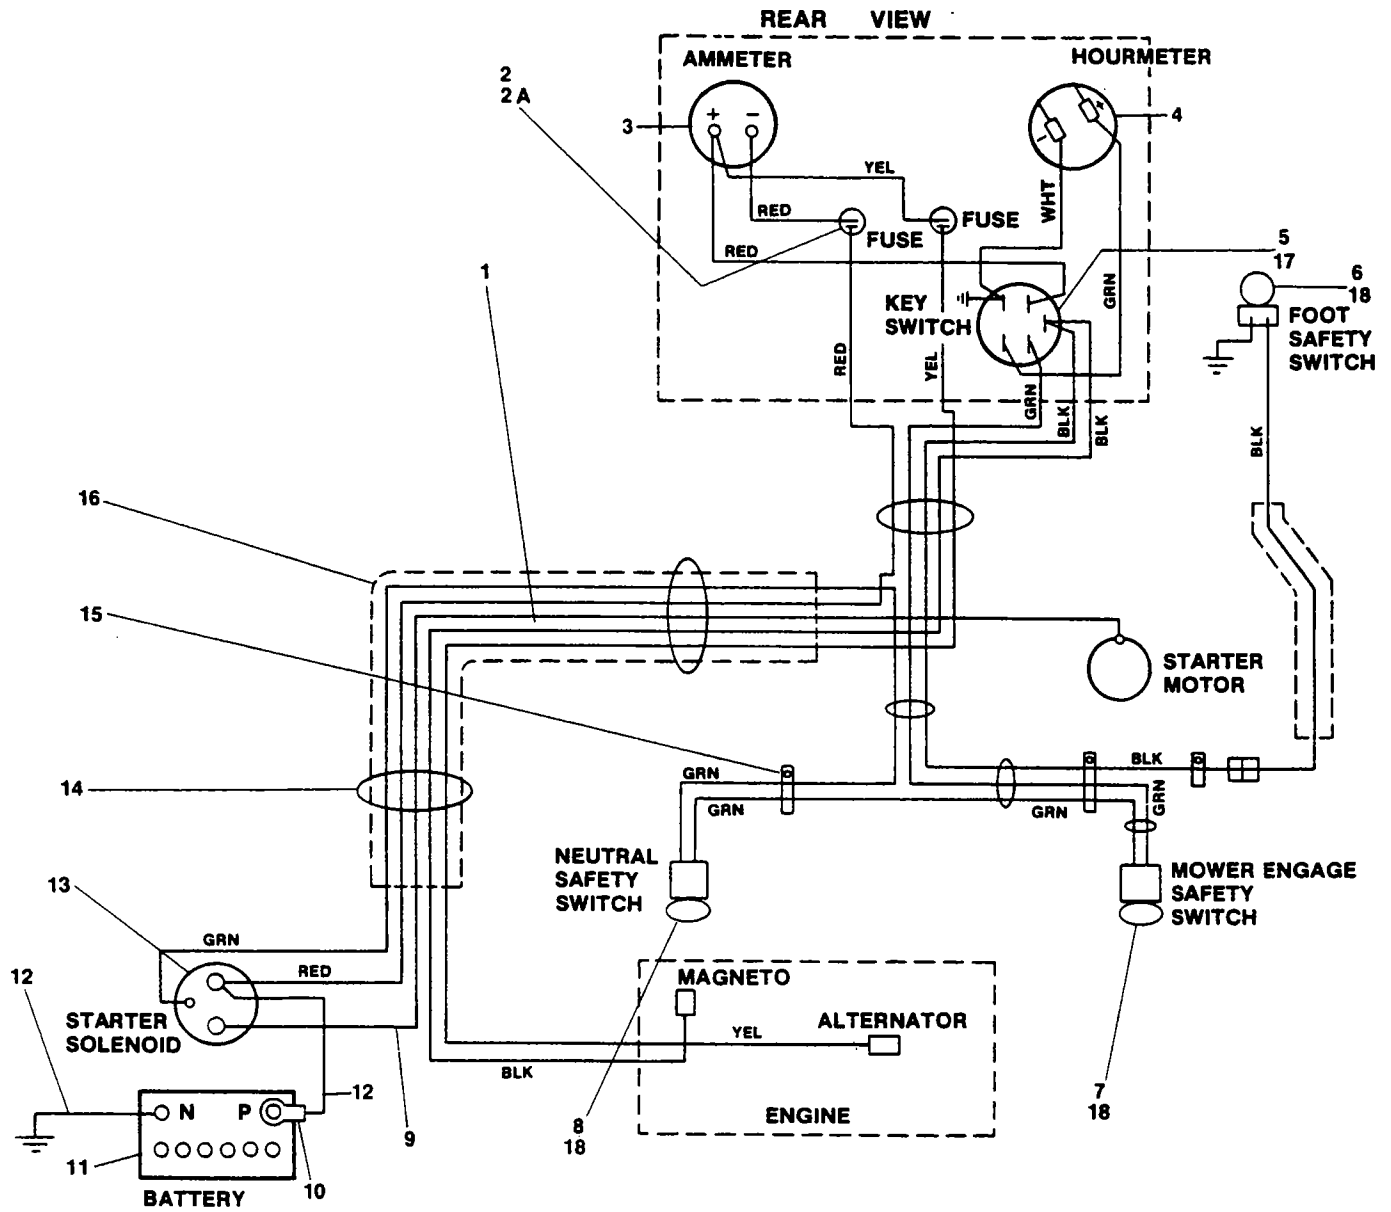 REAR VIEW
AMMETER
HOURMETER
2
2 A
3
+ −
− +
4
YEL
WHT
RED
FUSE
FUSE
RED
5
17
1
GRN
6
18
KEY
SWITCH
FOOT
SAFETY
SWITCH
RED
YEL
GRN
BLK
BLK
BLK
16
15
STARTER
MOTOR
14
GRN
GRN
BLK
GRN
GRN
NEUTRAL
SAFETY
SWITCH
MOWER ENGAGE
SAFETY
SWITCH
13
GRN
12
RED
MAGNETO
STARTER
SOLENOID
YEL
ALTERNATOR
BLK
12
N P
ENGINE
7
18
8
18
9
11
10
BATTERY